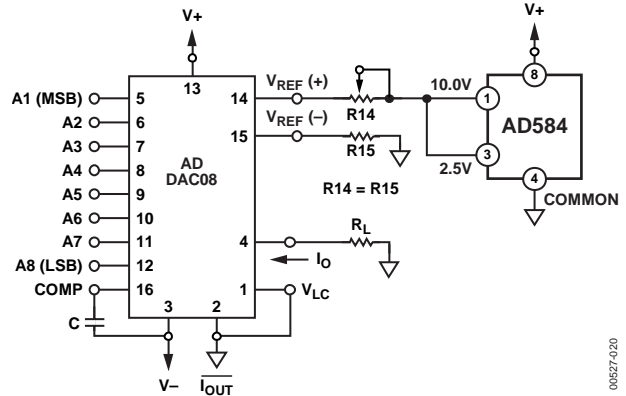 V+
V+
13
8
A1 (MSB) 5 14 VREF (+) R14 10.0V 1
A2 6 VREF (–)
A3 7 15 R15
AD584
A4 8 AD DAC08 2.5V 3
A5 9 R14 = R15 4 COMMON
A6 10
A7 11 4 RL
A8 (LSB) 12 IO
COMP 16 1 VLC
C 3 2
V– IOUT
00527-020